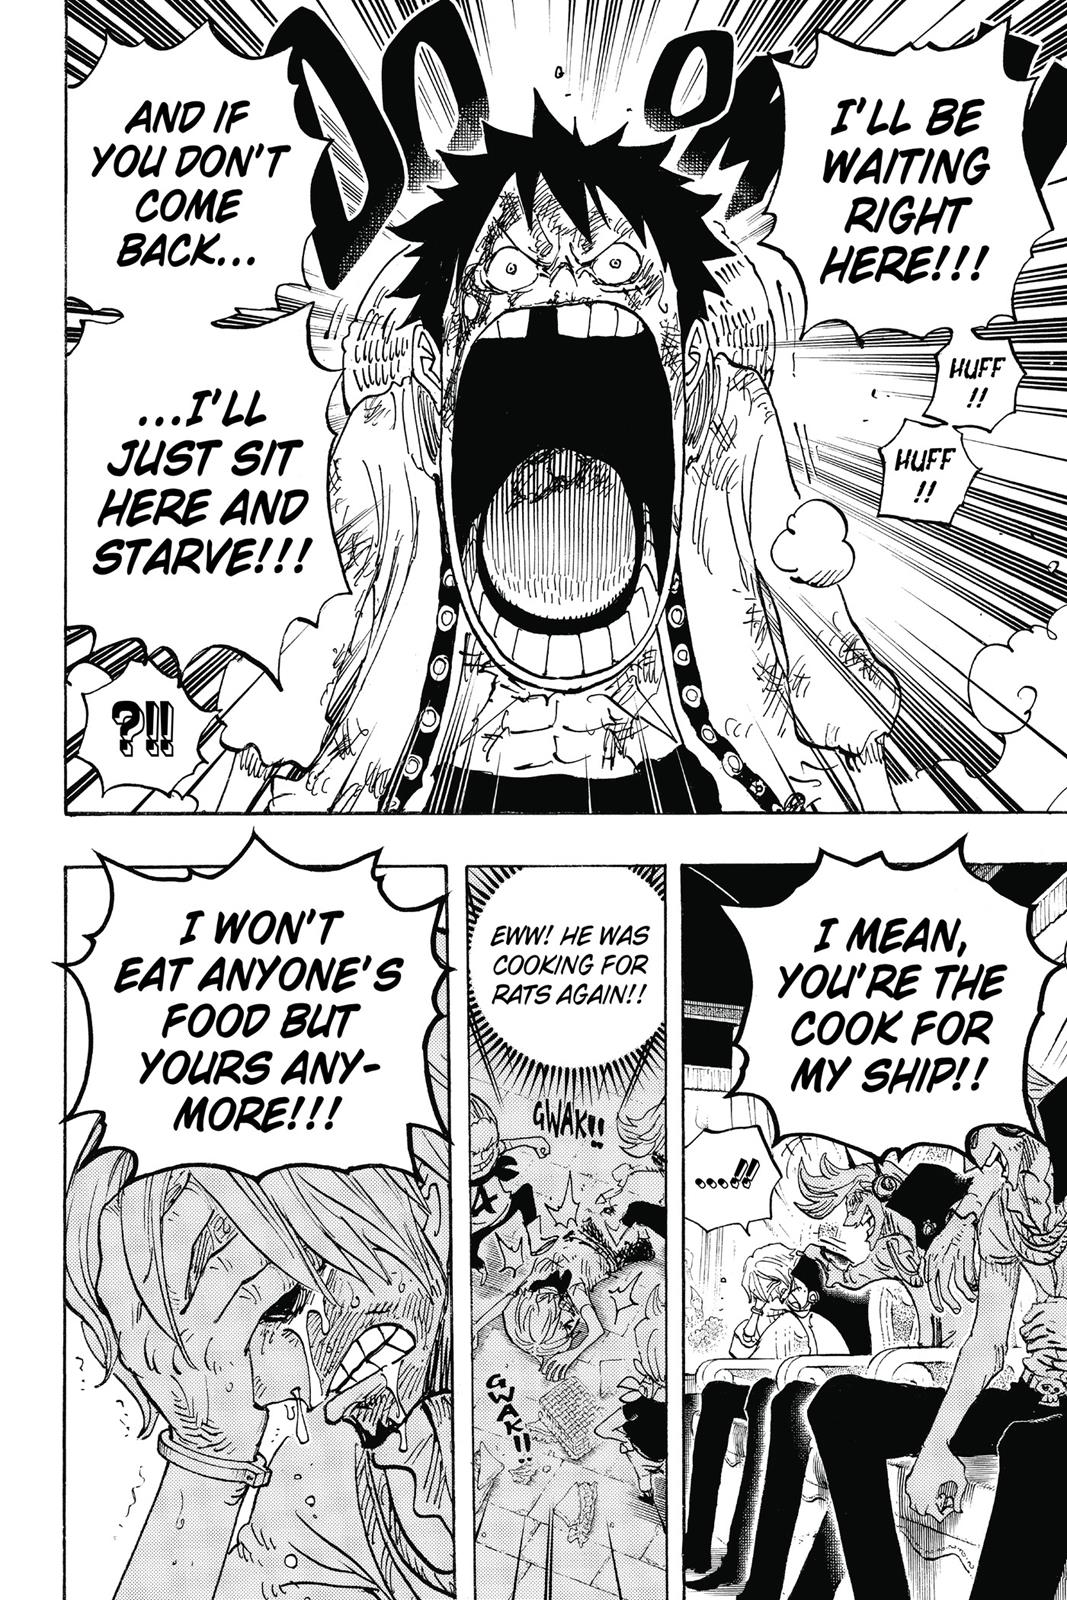 I'LL BE
WAITING
RIGHT
HERE!!!
HUFF
!!
HUFF
!!
AND IF
YOU DON'T
COME
BACK...
...I'LL
JUST SIT
HERE AND
STARVE!!!
?!!
I MEAN,
YOU'RE THE
COOK FOR
MY SHIP!!
...!!
EWW! HE WAS
COOKING FOR
RATS AGAIN!!
GWAK!!
4
GWAK!!
I WON'T
EAT ANYONE'S
FOOD BUT
YOURS ANY-
MORE!!!